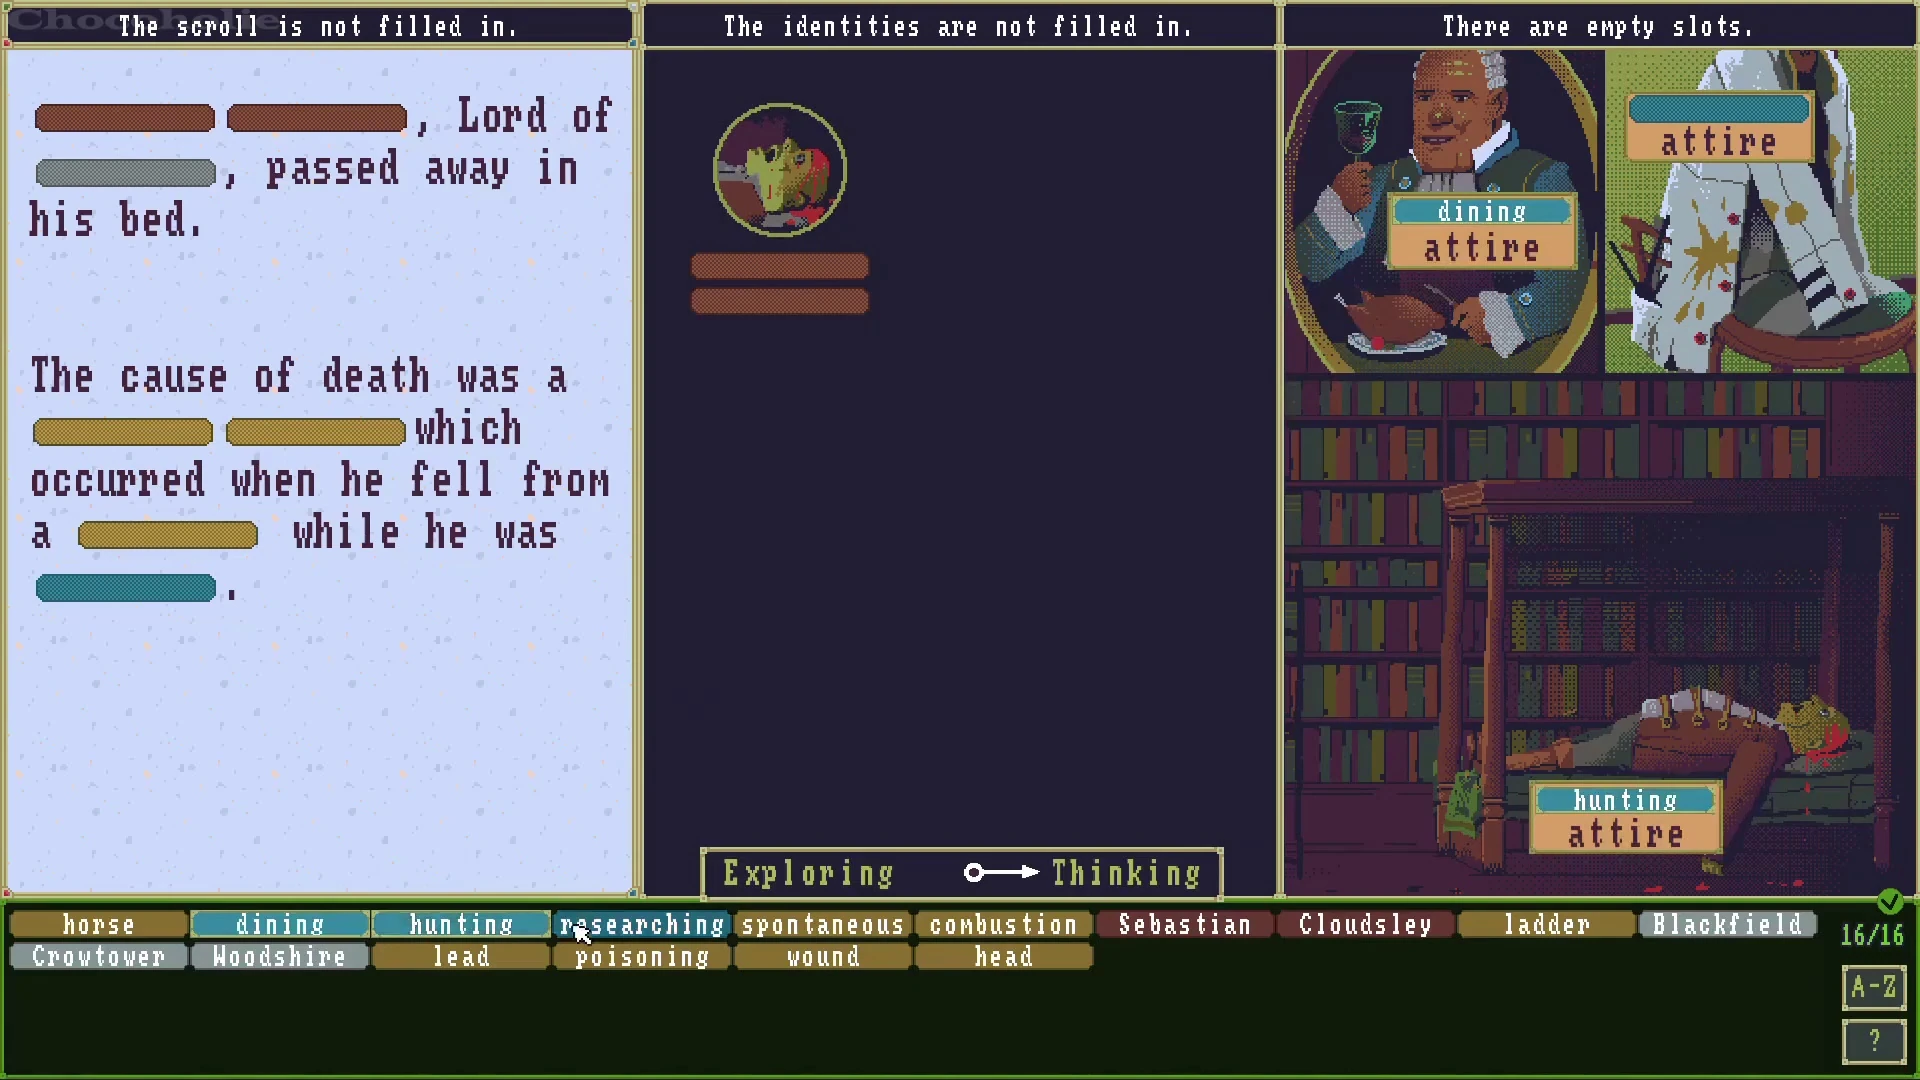 Chocoholic
The scroll is not filled in.
The identities are not filled in.
There are empty slots.
, Lord of
, passed away in
his bed.
The cause of death was a
which
occurred when he fell from
a while he was
.
dining
attire
attire
hunting
attire
Exploring Thinking
horse dining hunting researching spontaneous combustion Sebastian Cloudsley ladder Blackfield
Crowtower Woodshire lead poisoning wound head
16/16
A-Z
?